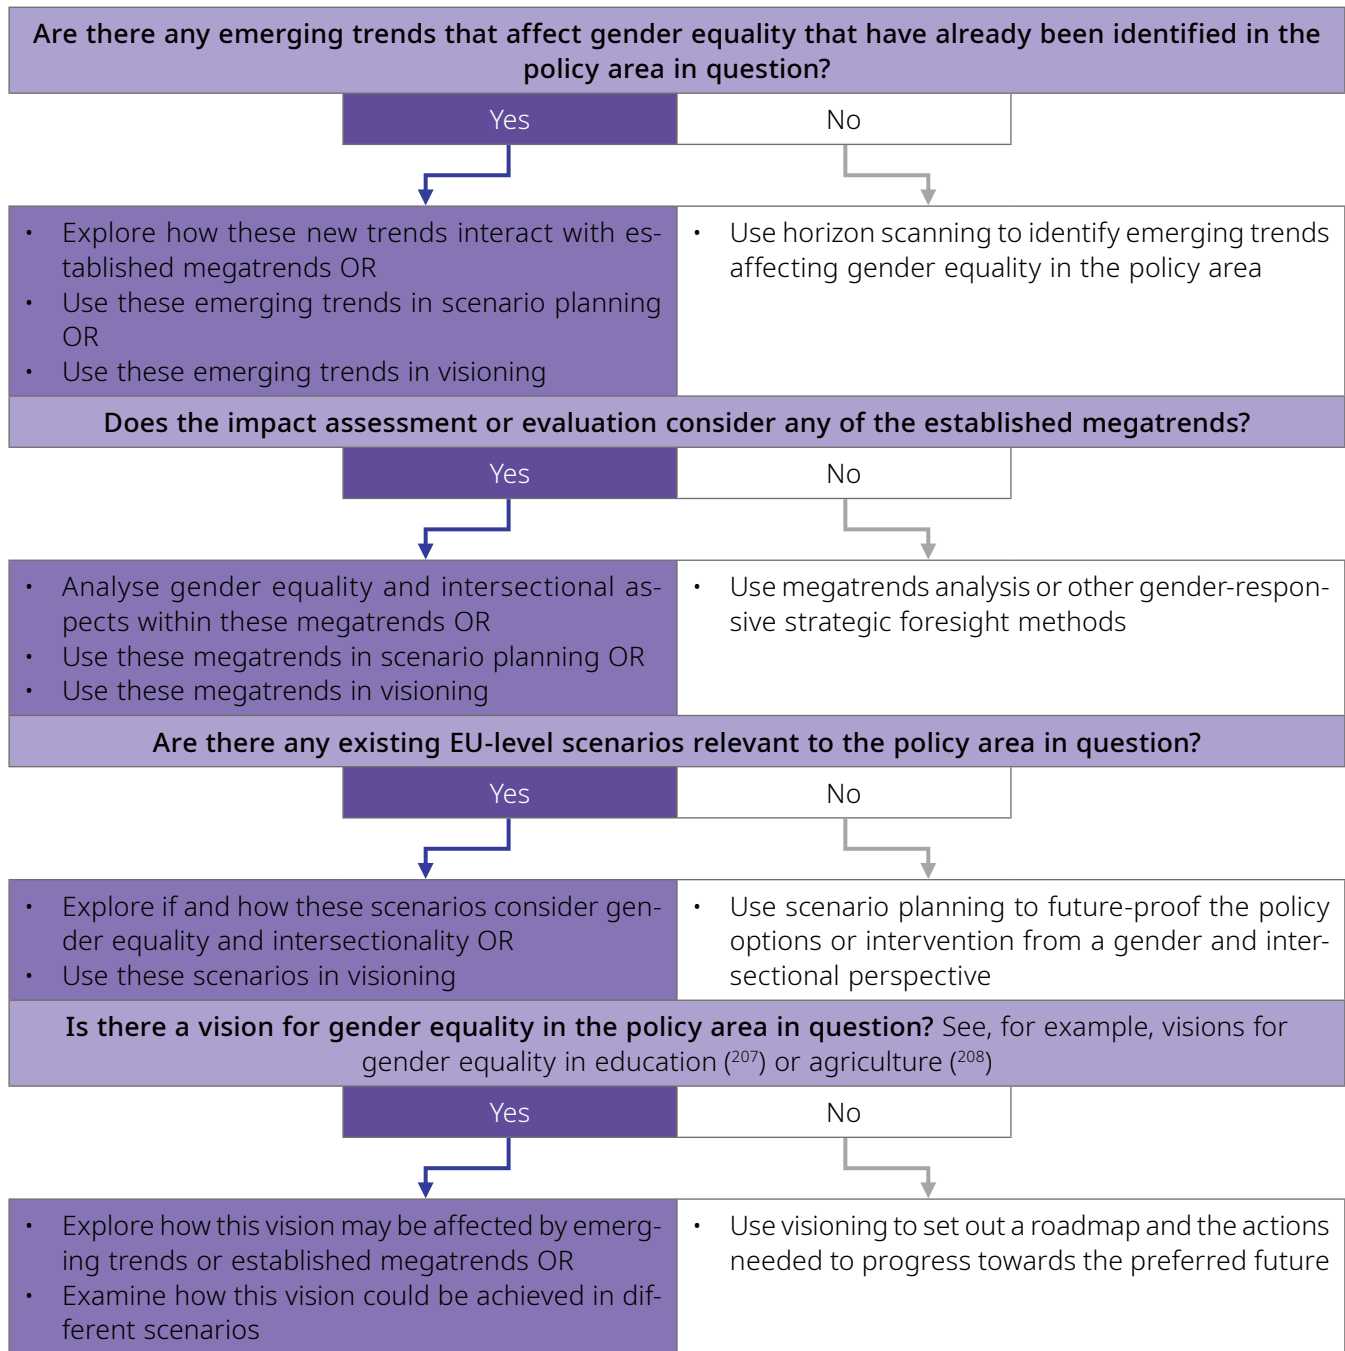 Are there any emerging trends that affect gender equality that have already been identified in the
policy area in question?
Yes
No
• Explore how these new trends interact with es-
tablished megatrends OR
• Use these emerging trends in scenario planning
OR
• Use these emerging trends in visioning
• Use horizon scanning to identify emerging trends
affecting gender equality in the policy area
Does the impact assessment or evaluation consider any of the established megatrends?
Yes
No
• Analyse gender equality and intersectional as-
pects within these megatrends OR
• Use these megatrends in scenario planning OR
• Use these megatrends in visioning
• Use megatrends analysis or other gender-respon-
sive strategic foresight methods
Are there any existing EU-level scenarios relevant to the policy area in question?
Yes
No
• Explore if and how these scenarios consider gen-
der equality and intersectionality OR
• Use these scenarios in visioning
• Use scenario planning to future-proof the policy
options or intervention from a gender and inter-
sectional perspective
Is there a vision for gender equality in the policy area in question? See, for example, visions for
gender equality in education (207) or agriculture (208)
Yes
No
• Explore how this vision may be affected by emerg-
ing trends or established megatrends OR
• Examine how this vision could be achieved in dif-
ferent scenarios
• Use visioning to set out a roadmap and the actions
needed to progress towards the preferred future